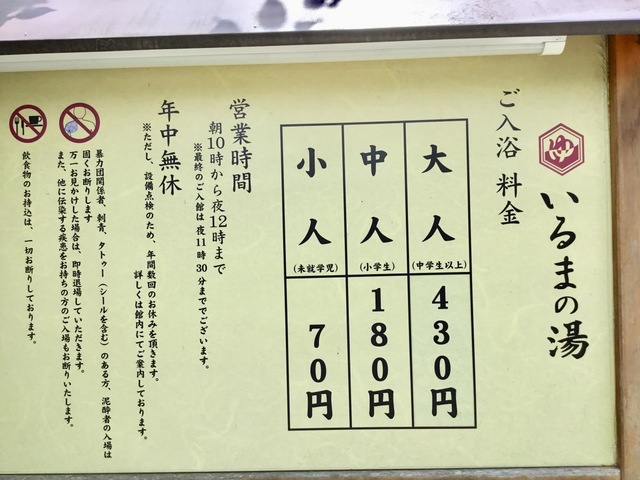 ゆ
いるまの湯
ご入浴 料金
大人
(中学生以上)
430円
中人
(小学生)
180円
小人
(未就学児)
70円
営業時間
朝10時から夜12時まで
※最終のご入館は 夜11時30分まででございます。
年中無休
※ただし、設備点検のため、年間数回のお休みを頂きます。
詳しくは館内にてご案内しております。
暴力団関係者、刺青、タトゥー(シールを含む)のある方、泥酔者の入場は
固くお断りします
万一お見かけした場合は、即時退場していただきます。
また、他に伝染する疾患をお持ちの方のご入場もお断りいたします。
飲食物のお持込は、一切お断りしております。